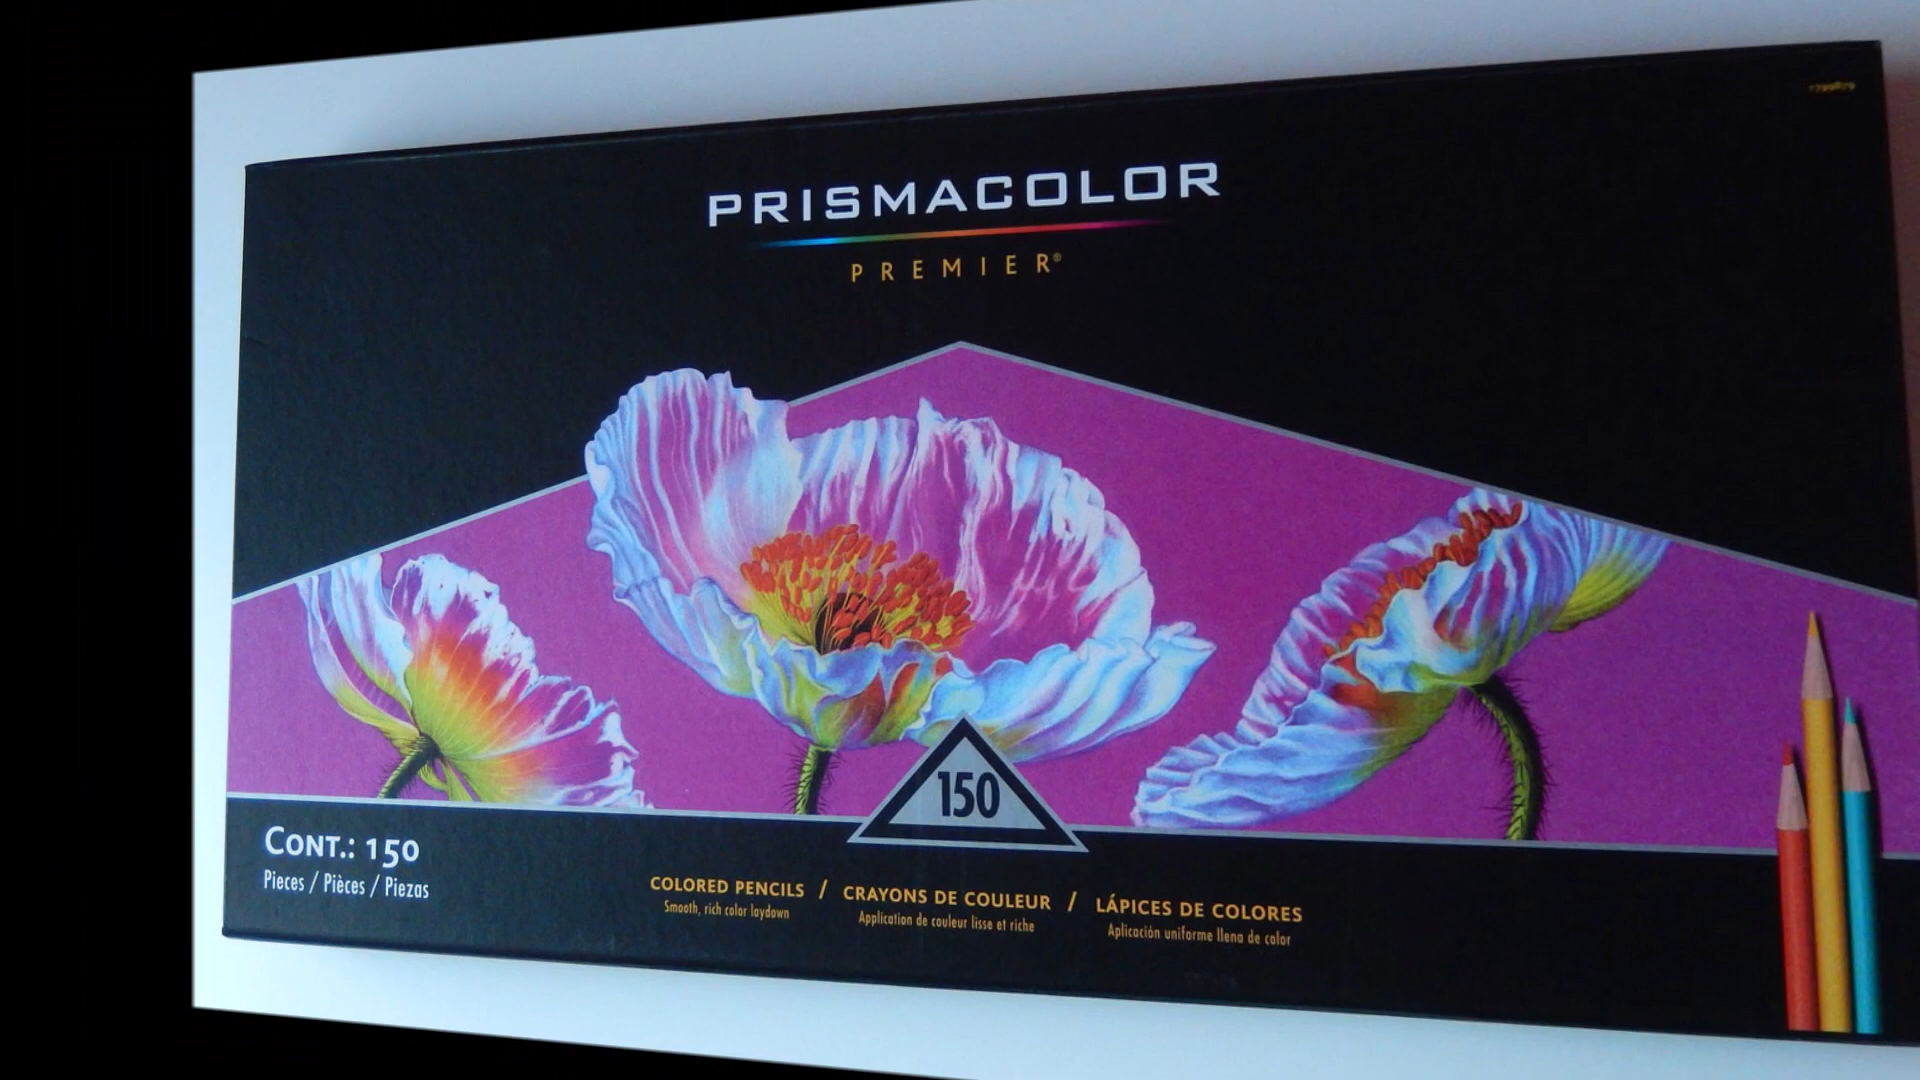 PRISMACOLOR
PREMIER®
150
CONT.: 150
Pieces / Pièces / Piezas
COLORED PENCILS / CRAYONS DE COULEUR / LÁPICES DE COLORES
Smooth, rich color laydown
Application de couleur lisse et riche
Aplicación uniforme llena de color